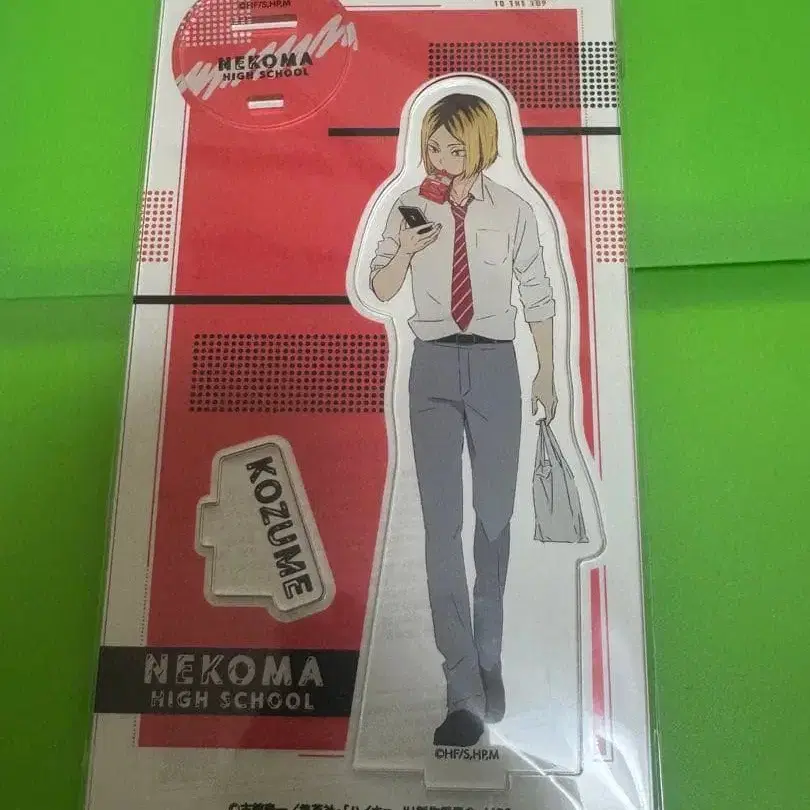 ©HF/S,HP,M
TO THE TOP
NEKOMA
HIGH SCHOOL
KOZUME
NEKOMA
HIGH SCHOOL
©HF/S,HP,M